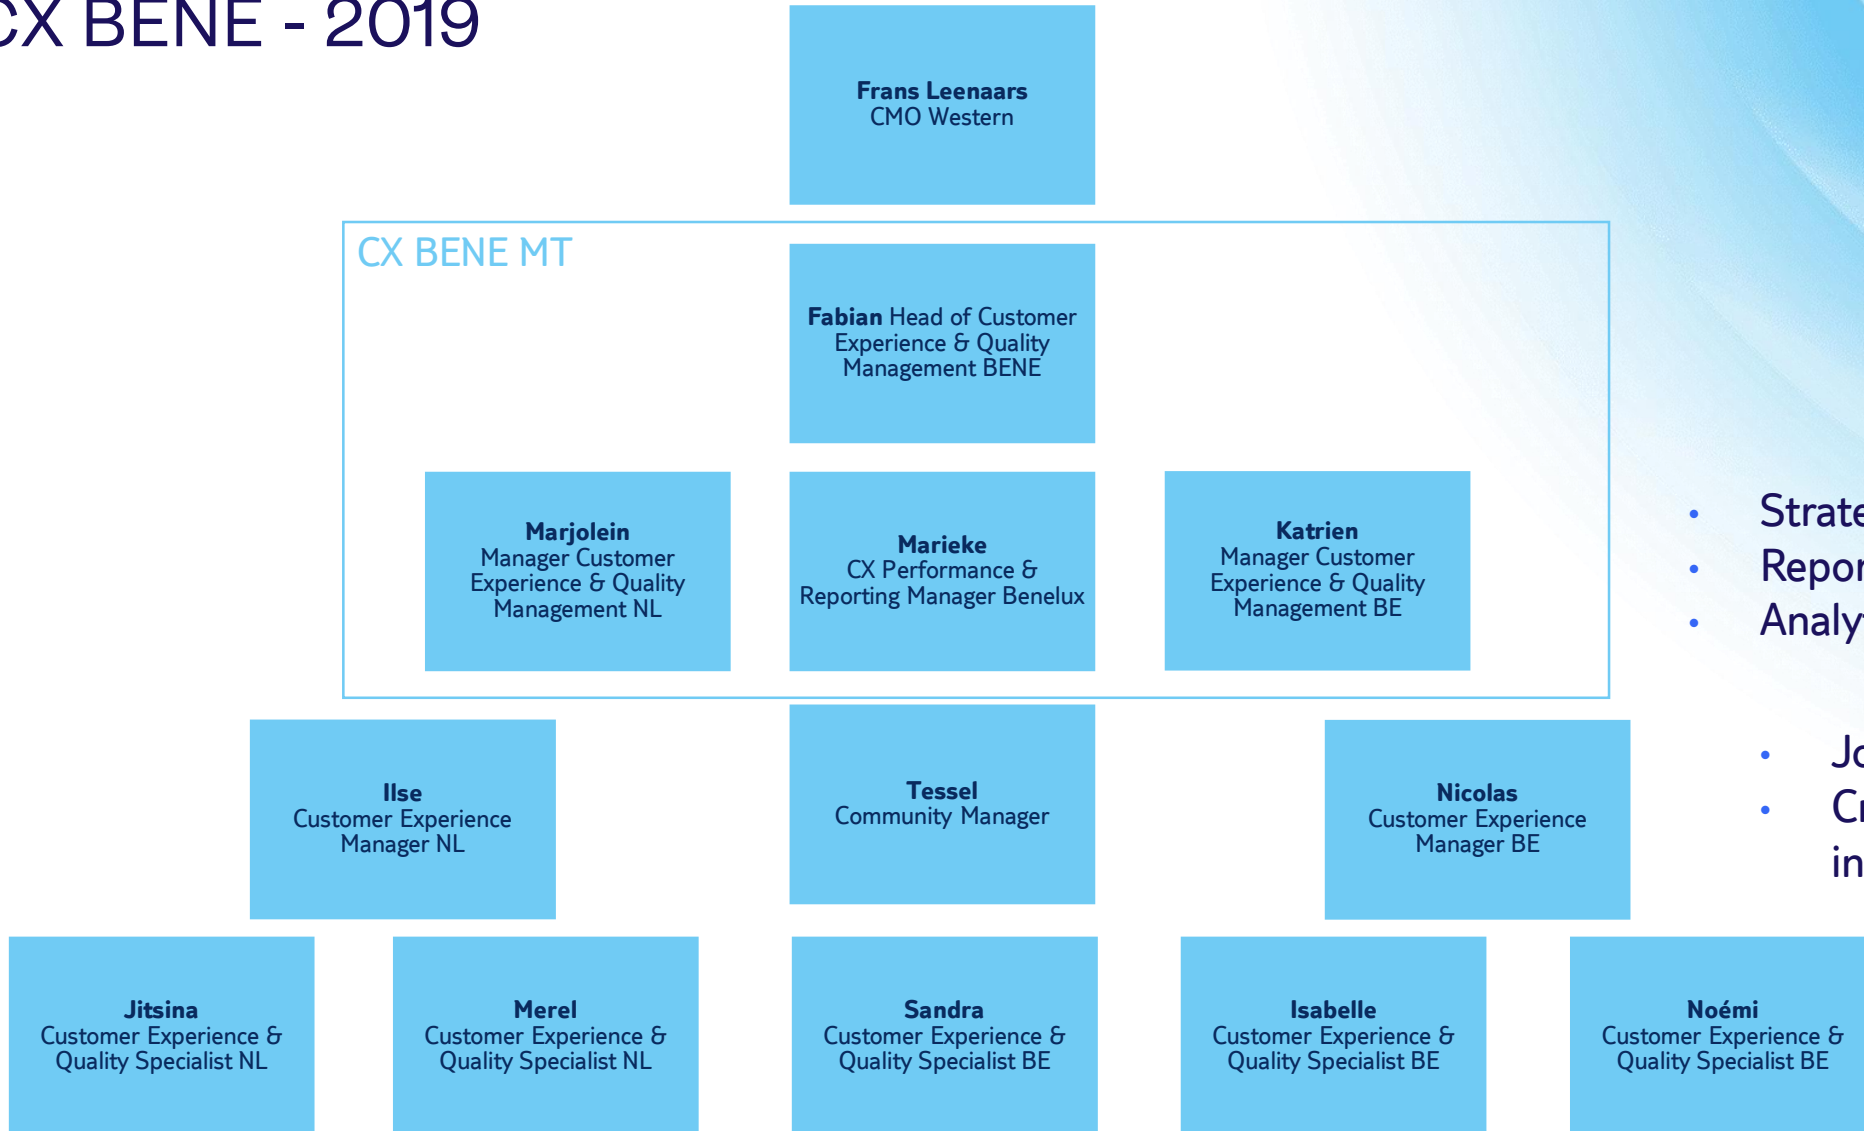 CX BENE - 2019
Frans Leenaars
CMO Western
CX BENE MT
Fabian Head of Customer
Experience & Quality
Management BENE
Marjolein
Manager Customer
Experience & Quality
Management NL
Marieke
CX Performance &
Reporting Manager Benelux
Katrien
Manager Customer
Experience & Quality
Management BE
Ilse
Customer Experience
Manager NL
Tessel
Community Manager
Nicolas
Customer Experience
Manager BE
Jitsina
Customer Experience &
Quality Specialist NL
Merel
Customer Experience &
Quality Specialist NL
Sandra
Customer Experience &
Quality Specialist BE
Isabelle
Customer Experience &
Quality Specialist BE
Noémi
Customer Experience &
Quality Specialist BE